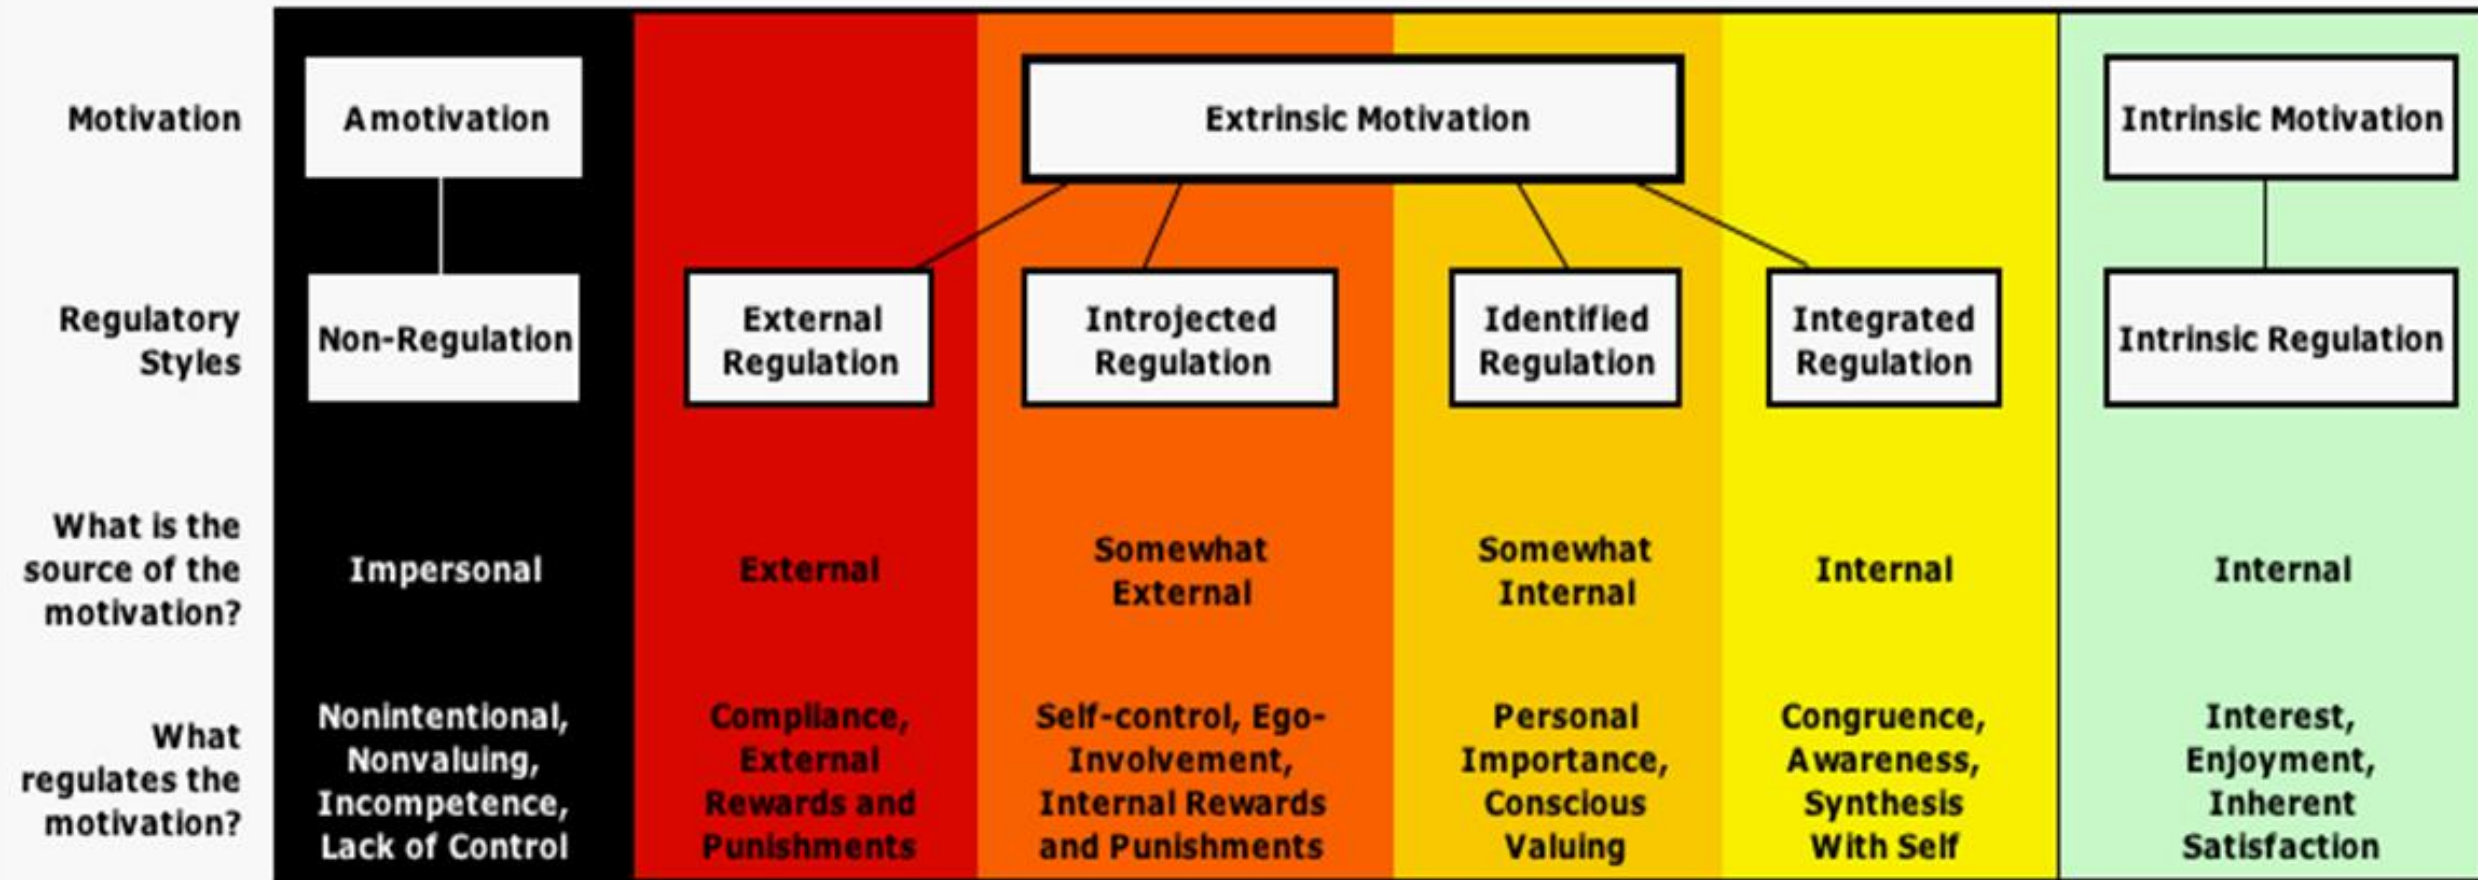 Motivation
Amotivation
Extrinsic Motivation
Intrinsic Motivation
Regulatory
Styles
Non-Regulation
External
Regulation
Introjected
Regulation
Identified
Regulation
Integrated
Regulation
Intrinsic Regulation
What is the
source of the
motivation?
Impersonal
External
Somewhat
External
Somewhat
Internal
Internal
Internal
What
regulates the
motivation?
Nonintentional,
Nonvaluing,
Incompetence,
Lack of Control
Compliance,
External
Rewards and
Punishments
Self-control, Ego-
Involvement,
Internal Rewards
and Punishments
Personal
Importance,
Conscious
Valuing
Congruence,
Awareness,
Synthesis
With Self
Interest,
Enjoyment,
Inherent
Satisfaction